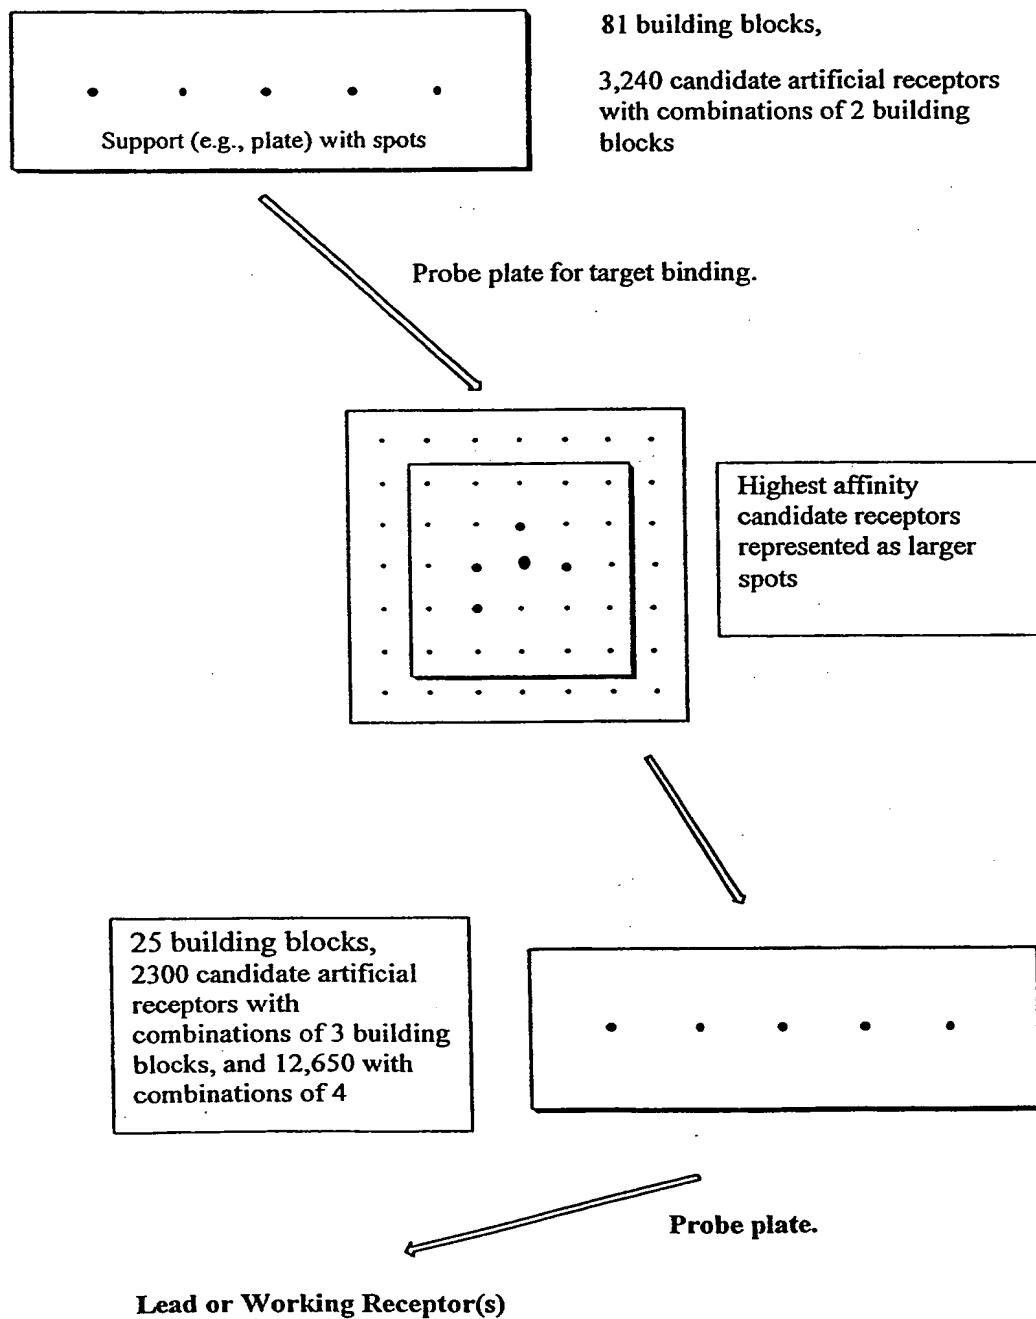 81 building blocks,
3,240 candidate artificial receptors
with combinations of 2 building
blocks
Support (e.g., plate) with spots
Probe plate for target binding.
Highest affinity
candidate receptors
represented as larger
spots
25 building blocks,
2300 candidate artificial
receptors with
combinations of 3 building
blocks, and 12,650 with
combinations of 4
Probe plate.
Lead or Working Receptor(s)